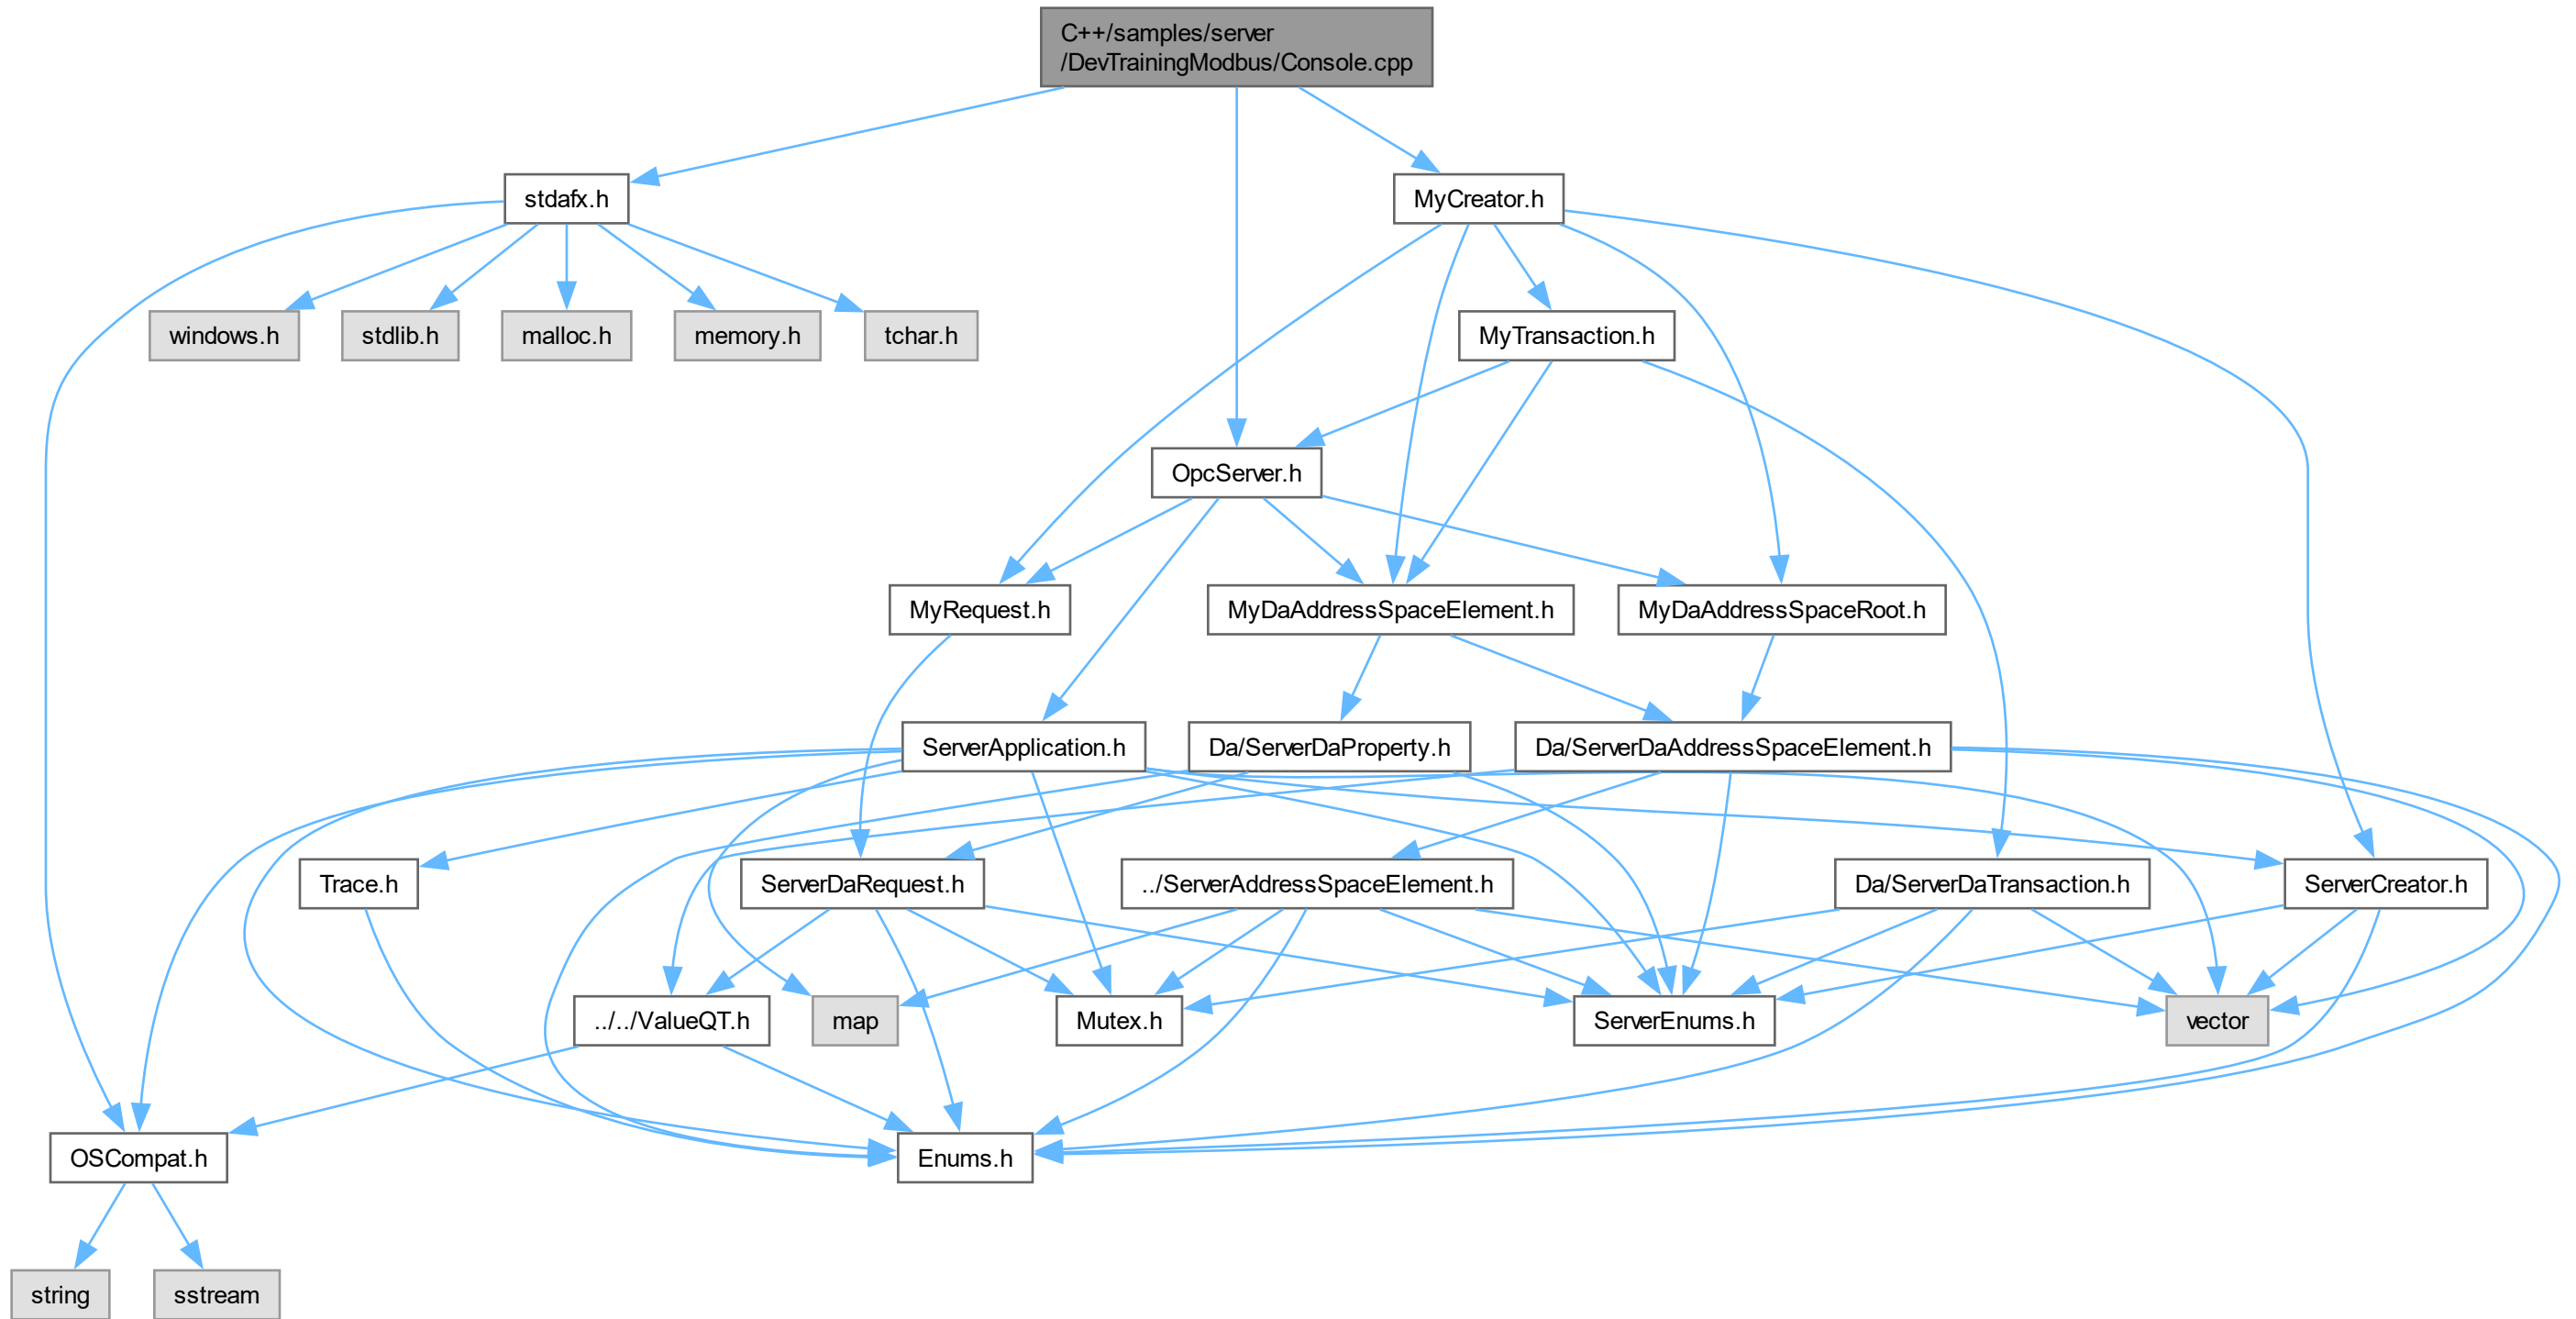 C++/samples/server
/DevTrainingModbus/Console.cpp
stdafx.h
MyCreator.h
windows.h
stdlib.h
malloc.h
memory.h
tchar.h
MyTransaction.h
OpcServer.h
MyRequest.h
MyDaAddressSpaceElement.h
MyDaAddressSpaceRoot.h
ServerApplication.h
Da/ServerDaProperty.h
Da/ServerDaAddressSpaceElement.h
Trace.h
ServerDaRequest.h
../ServerAddressSpaceElement.h
Da/ServerDaTransaction.h
ServerCreator.h
../../ValueQT.h
map
Mutex.h
ServerEnums.h
vector
OSCompat.h
Enums.h
string
sstream